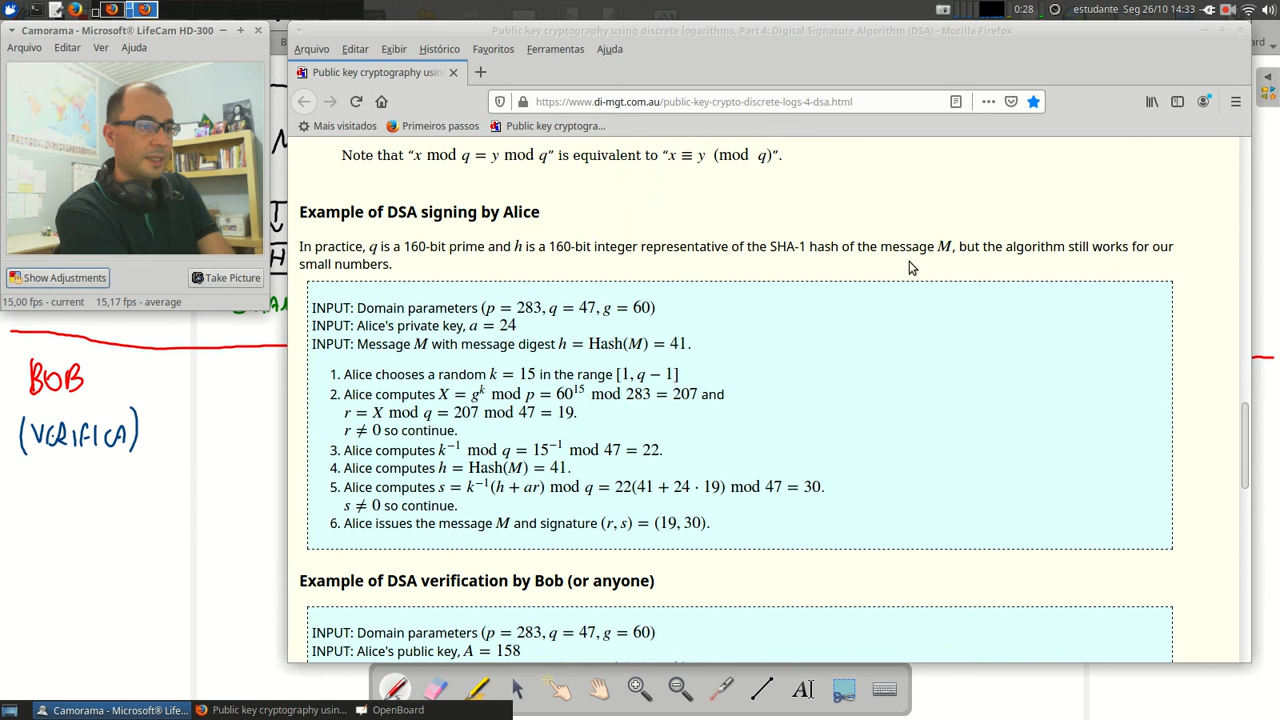 0:28 estudante Seg 26/10 14:33
Camorama - Microsoft® LifeCam HD-300
Arquivo Editar Ver Ajuda
Show Adjustments Take Picture
15,00 fps - current 15,17 fps - average
Public key cryptography using discrete logarithms. Part 4: Digital Signature Algorithm (DSA) - Mozilla Firefox
Arquivo Editar Exibir Histórico Favoritos Ferramentas Ajuda
Public key cryptography usin
https://www.di-mgt.com.au/public-key-crypto-discrete-logs-4-dsa.html
Mais visitados Primeiros passos Public key cryptogra...
Note that “x mod q = y mod q” is equivalent to “x ≡ y (mod q)”.
Example of DSA signing by Alice
In practice, q is a 160-bit prime and h is a 160-bit integer representative of the SHA-1 hash of the message M, but the algorithm still works for our
small numbers.
INPUT: Domain parameters (p = 283, q = 47, g = 60)
INPUT: Alice's private key, a = 24
INPUT: Message M with message digest h = Hash(M) = 41.
1. Alice chooses a random k = 15 in the range [1, q − 1]
2. Alice computes X = g^k mod p = 60^15 mod 283 = 207 and
r = X mod q = 207 mod 47 = 19.
r ≠ 0 so continue.
3. Alice computes k^−1 mod q = 15^−1 mod 47 = 22.
4. Alice computes h = Hash(M) = 41.
5. Alice computes s = k^−1(h + ar) mod q = 22(41 + 24 · 19) mod 47 = 30.
s ≠ 0 so continue.
6. Alice issues the message M and signature (r, s) = (19, 30).
Example of DSA verification by Bob (or anyone)
INPUT: Domain parameters (p = 283, q = 47, g = 60)
INPUT: Alice's public key, A = 158
BOB
(VERIFICA)
Camorama - Microsoft® Life... Public key cryptography usin... OpenBoard